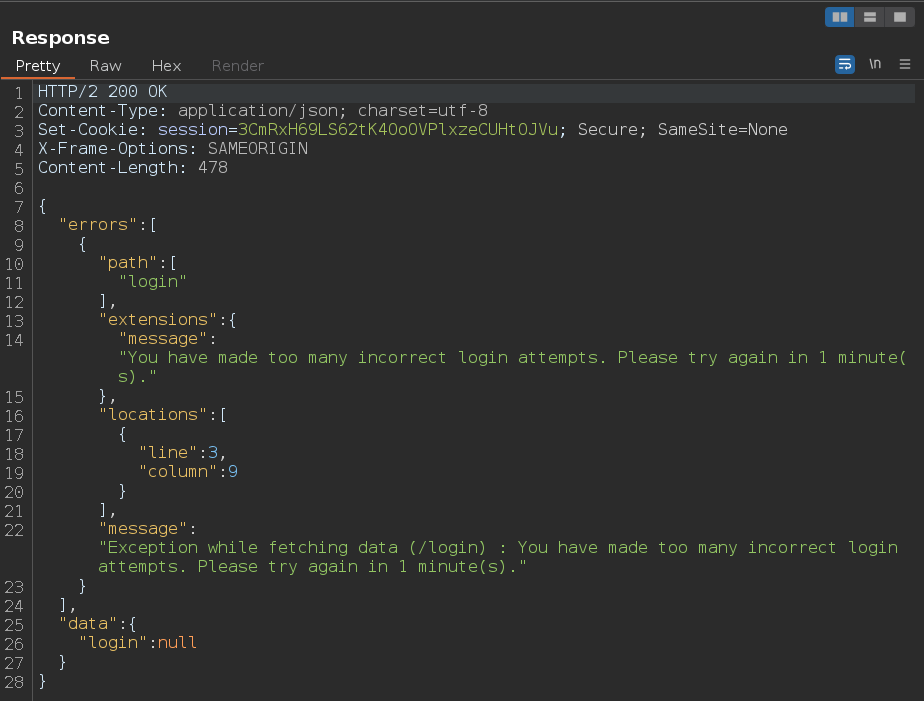 Response
Pretty Raw Hex Render \n
1 HTTP/2 200 OK
2 Content-Type: application/json; charset=utf-8
3 Set-Cookie: session=3CmRxH69LS62tK4OoOVPlxzeCUHtOJVu; Secure; SameSite=None
4 X-Frame-Options: SAMEORIGIN
5 Content-Length: 478
6
7 {
8 "errors":[
9 {
10 "path":[
11 "login"
12 ],
13 "extensions":{
14 "message":
"You have made too many incorrect login attempts. Please try again in 1 minute(
s)."
15 },
16 "locations":[
17 {
18 "line":3,
19 "column":9
20 }
21 ],
22 "message":
"Exception while fetching data (/login) : You have made too many incorrect login
attempts. Please try again in 1 minute(s)."
23 }
24 ],
25 "data":{
26 "login":null
27 }
28 }